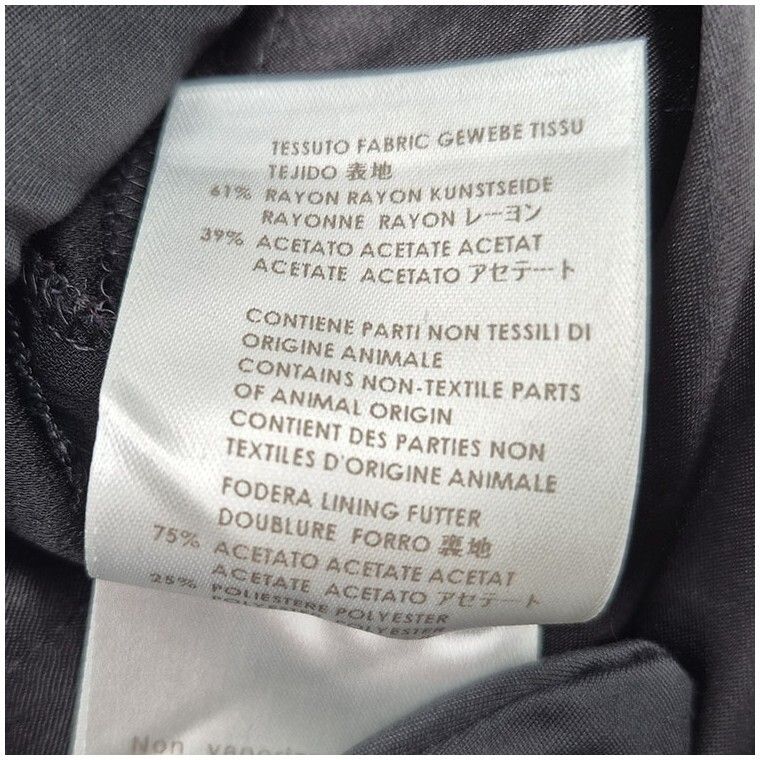 TESSUTO FABRIC GEWEBE TISSU
TEJIDO 表地
61% RAYON RAYON KUNSTSEIDE
RAYONNE RAYON レーヨン
39% ACETATO ACETATE ACETAT
ACETATE ACETATO アセテート
CONTIENE PARTI NON TESSILI DI
ORIGINE ANIMALE
CONTAINS NON-TEXTILE PARTS
OF ANIMAL ORIGIN
CONTIENT DES PARTIES NON
TEXTILES D'ORIGINE ANIMALE
FODERA LINING FUTTER
DOUBLURE FORRO 裏地
75% ACETATO ACETATE ACETAT
ACETATE ACETATO アセテート
25% POLIESTERE POLYESTER
Non